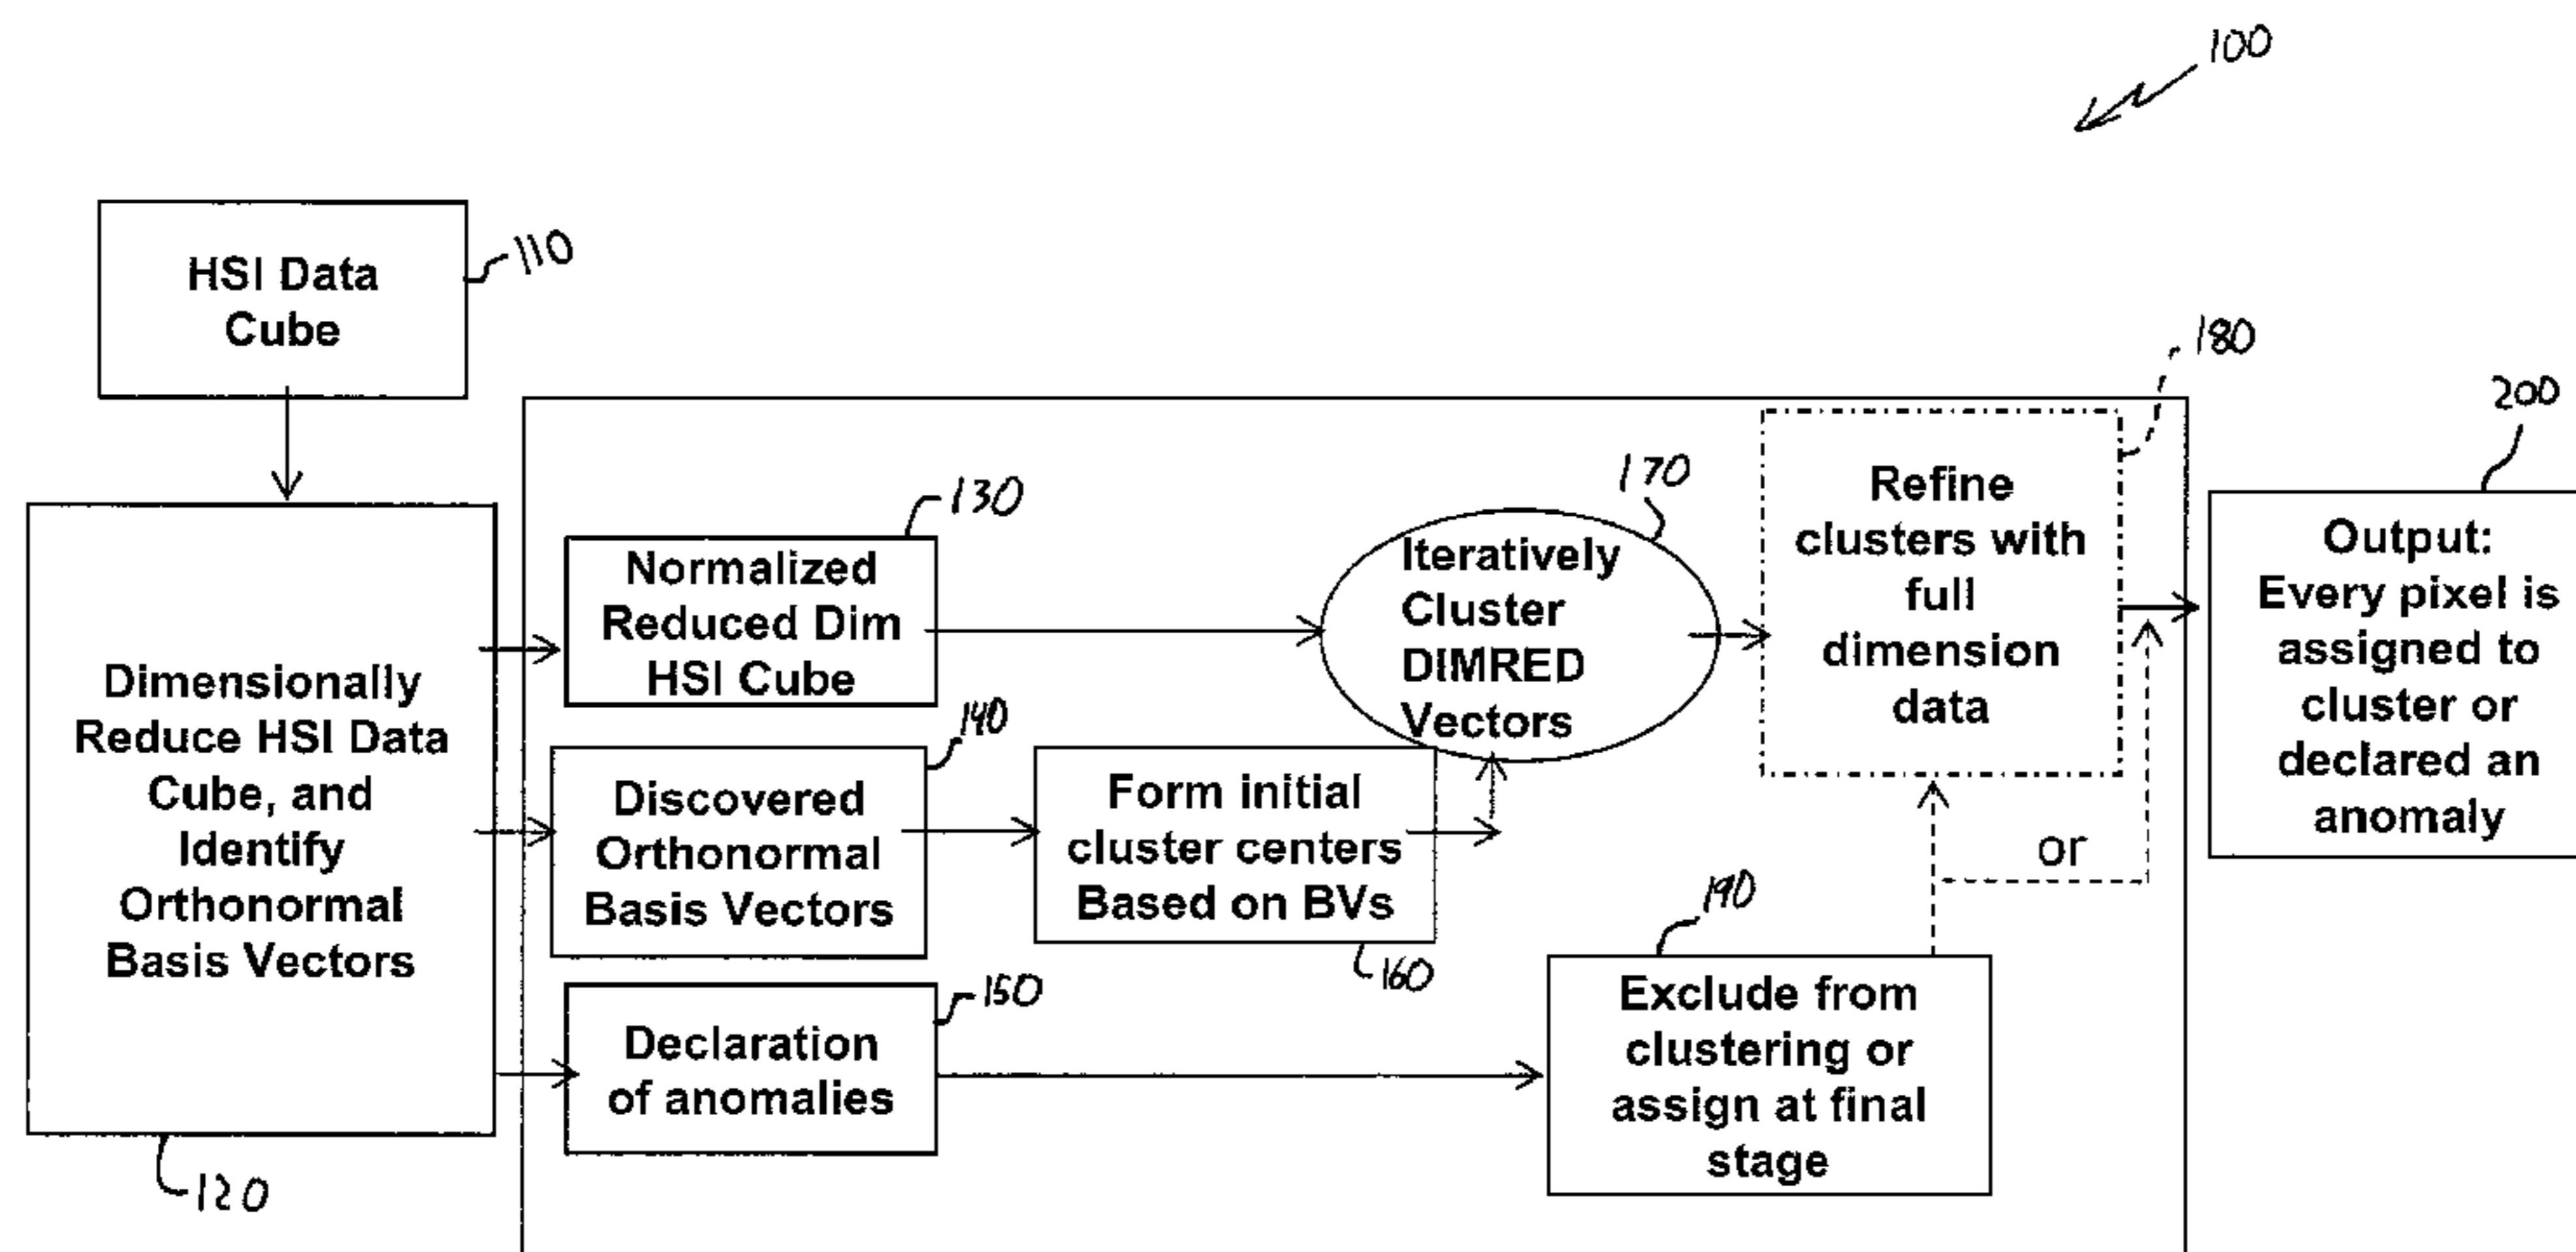 100
HSI Data
Cube
110
180
200
Dimensionally
Reduce HSI Data
Cube, and
Identify
Orthonormal
Basis Vectors
120
130
Normalized
Reduced Dim
HSI Cube
140
Discovered
Orthonormal
Basis Vectors
150
Declaration
of anomalies
Form initial
cluster centers
Based on BVs
160
170
Iteratively
Cluster
DIMRED
Vectors
Refine
clusters with
full
dimension
data
or
190
Exclude from
clustering or
assign at final
stage
Output:
Every pixel is
assigned to
cluster or
declared an
anomaly